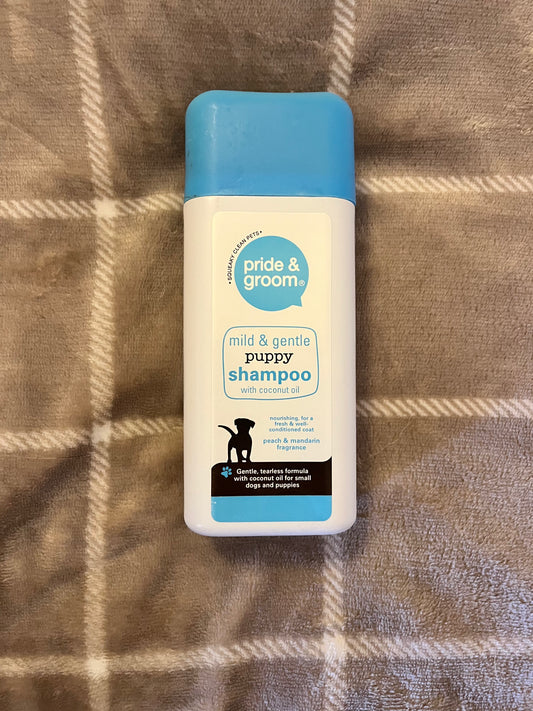 •SQUEAKY CLEAN PETS•
pride &
groom®
mild & gentle
puppy
shampoo
with coconut oil
nourishing, for a
fresh & well-
conditioned coat
peach & mandarin
fragrance
Gentle, tearless formula
with coconut oil for small
dogs and puppies